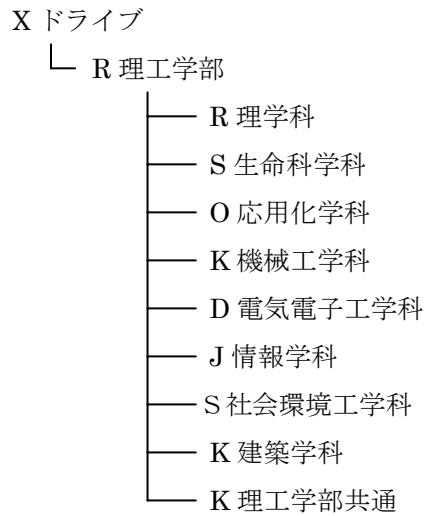 X ドライブ
R 理工学部
R 理学科
S 生命科学科
O 応用化学科
K 機械工学科
D 電気電子工学科
J 情報学科
S 社会環境工学科
K 建築学科
K 理工学部共通